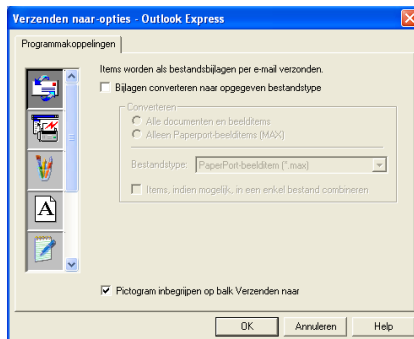 Verzenden naar-opties - Outlook Express
Programmakoppelingen
Items worden als bestandsbijlagen per e-mail verzonden.
Bijlagen converteren naar opgegeven bestandstype
Converteren
Alle documenten en beelditems
Alleen Paperport-beelditems (MAX)
Bestandstype: PaperPort-beelditem (*.max)
Items, indien mogelijk, in een enkel bestand combineren
A
Pictogram inbegrijpen op balk Verzenden naar
OK Annuleren Help